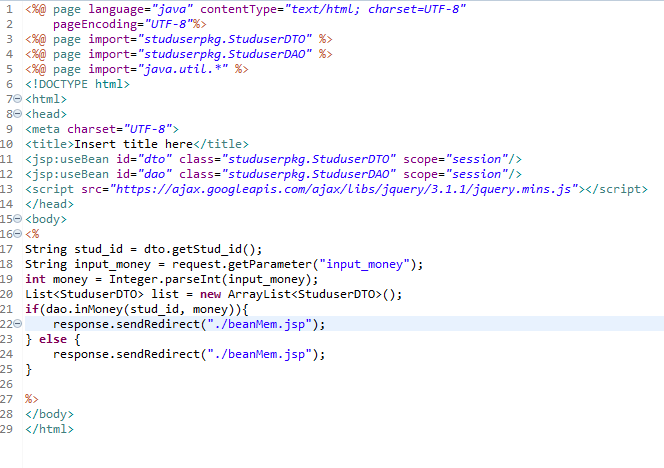 1 <%@ page language="java" contentType="text/html; charset=UTF-8"
2 pageEncoding="UTF-8"%>
3 <%@ page import="studuserpkg.StuduserDTO" %>
4 <%@ page import="studuserpkg.StuduserDAO" %>
5 <%@ page import="java.util.*" %>
6 <!DOCTYPE html>
7 <html>
8 <head>
9 <meta charset="UTF-8">
10 <title>Insert title here</title>
11 <jsp:useBean id="dto" class="studuserpkg.StuduserDTO" scope="session"/>
12 <jsp:useBean id="dao" class="studuserpkg.StuduserDAO" scope="session"/>
13 <script src="https://ajax.googleapis.com/ajax/libs/jquery/3.1.1/jquery.mins.js"></script>
14 </head>
15 <body>
16 <%
17 String stud_id = dto.getStud_id();
18 String input_money = request.getParameter("input_money");
19 int money = Integer.parseInt(input_money);
20 List<StuduserDTO> list = new ArrayList<StuduserDTO>();
21 if(dao.inMoney(stud_id, money)){
22 response.sendRedirect("./beanMem.jsp");
23 } else {
24 response.sendRedirect("./beanMem.jsp");
25 }
26
27 %>
28 </body>
29 </html>